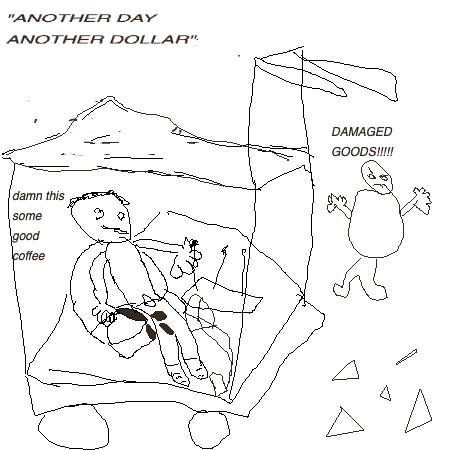 "ANOTHER DAY
ANOTHER DOLLAR":
DAMAGED
GOODS!!!!!
damn this
some
good
coffee